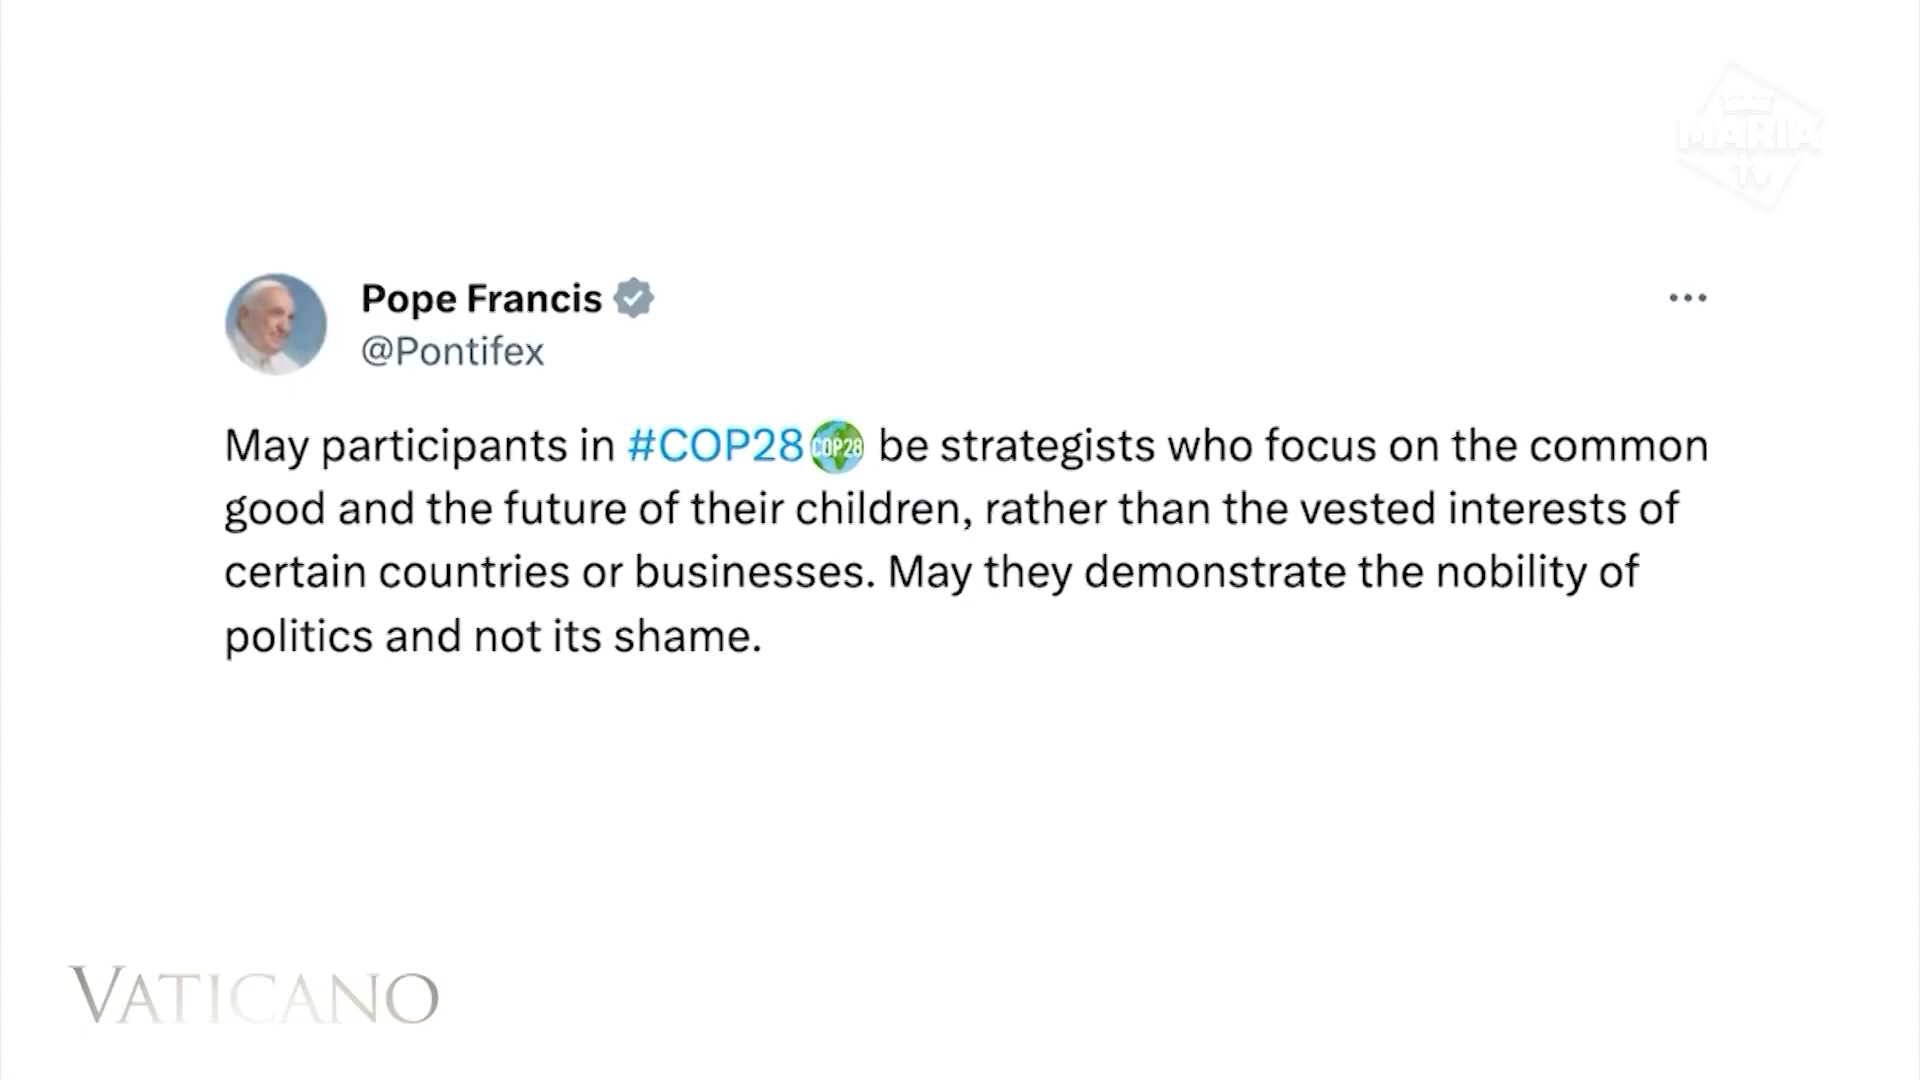 MARIA
TV
Pope Francis
@Pontifex
May participants in #COP28 COP28 be strategists who focus on the common
good and the future of their children, rather than the vested interests of
certain countries or businesses. May they demonstrate the nobility of
politics and not its shame.
VATICANO